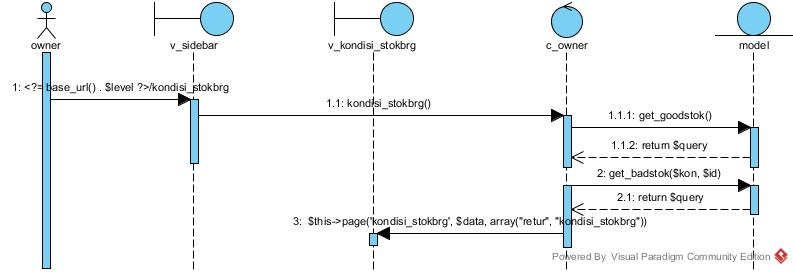 owner
v_sidebar
v_kondisi_stokbrg
c_owner
model
1: <?= base_url() . $level ?>/kondisi_stokbrg
1.1: kondisi_stokbrg()
1.1.1: get_goodstok()
1.1.2: return $query
2: get_badstok($kon, $id)
2.1: return $query
3:  $this->page('kondisi_stokbrg', $data, array("retur", "kondisi_stokbrg"))
Powered By  Visual Paradigm Community Edition